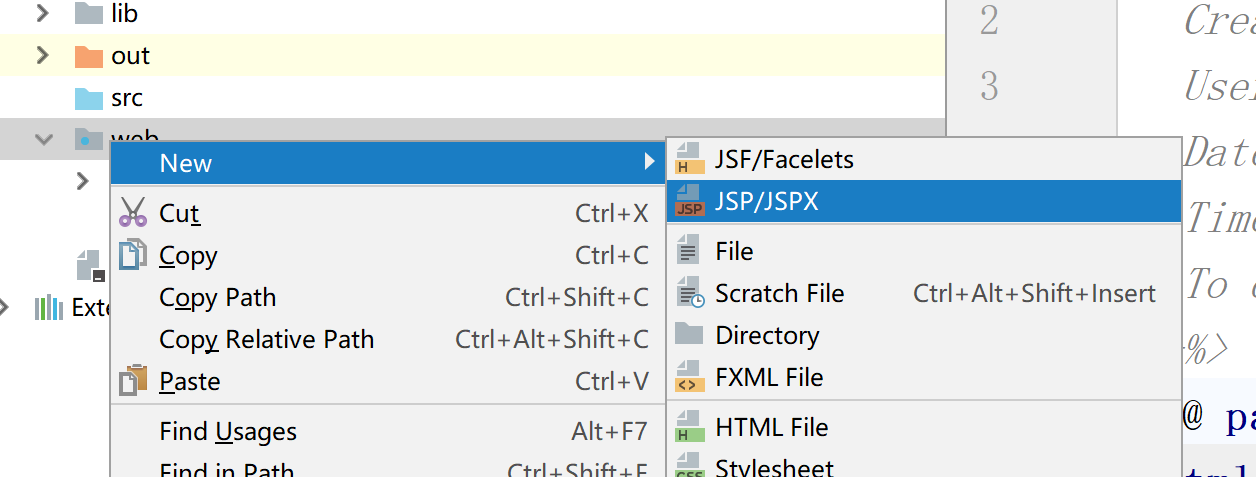 lib
out
src
web
Exte
New
Cut Ctrl+X
Copy Ctrl+C
Copy Path Ctrl+Shift+C
Copy Relative Path Ctrl+Alt+Shift+C
Paste Ctrl+V
Find Usages Alt+F7
Find in Path Ctrl+Shift+F
JSF/Facelets
JSP/JSPX
File
Scratch File Ctrl+Alt+Shift+Insert
Directory
FXML File
HTML File
Stylesheet
2 Crea
3 User
Date
Time
To c
%>
@ pa
tml